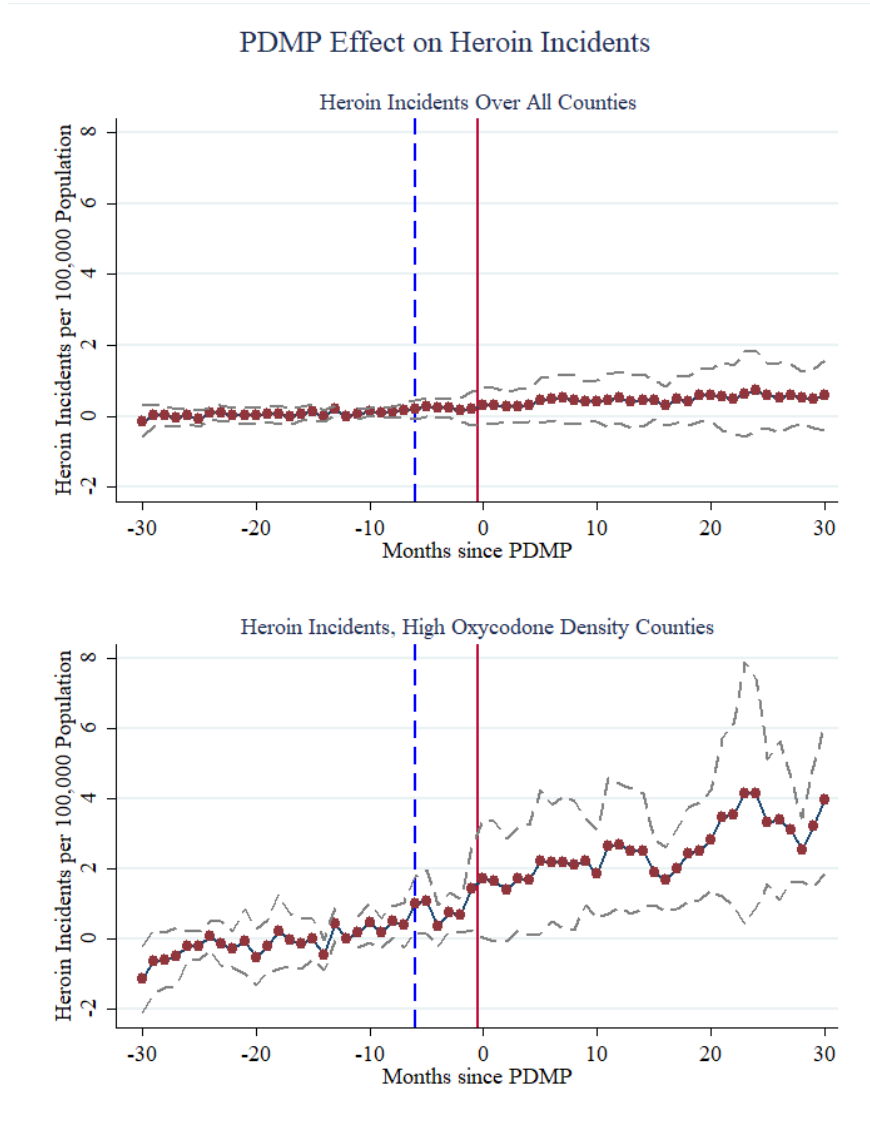 PDMP Effect on Heroin Incidents
Heroin Incidents Over All Counties
Heroin Incidents per 100,000 Population
8
6
4
2
0
-2
-30 -20 -10 0 10 20 30
Months since PDMP
Heroin Incidents, High Oxycodone Density Counties
Heroin Incidents per 100,000 Population
8
6
4
2
0
-2
-30 -20 -10 0 10 20 30
Months since PDMP